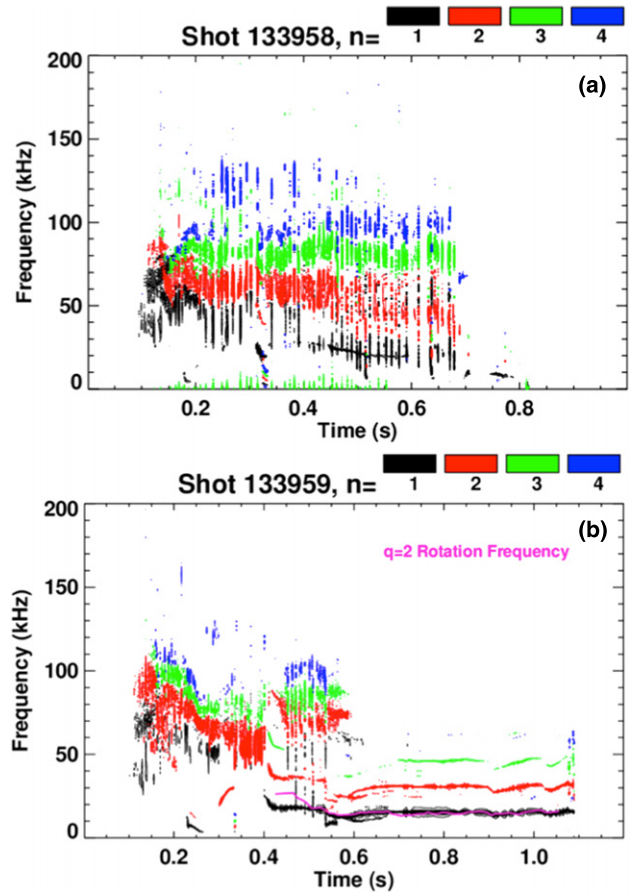 Shot 133958, n=
1 2 3 4
(a)
200
150
100
50
0
Frequency (kHz)
0.2 0.4 0.6 0.8
Time (s)
Shot 133959, n=
1 2 3 4
(b)
q=2 Rotation Frequency
200
150
100
50
0
Frequency (kHz)
0.2 0.4 0.6 0.8 1.0
Time (s)